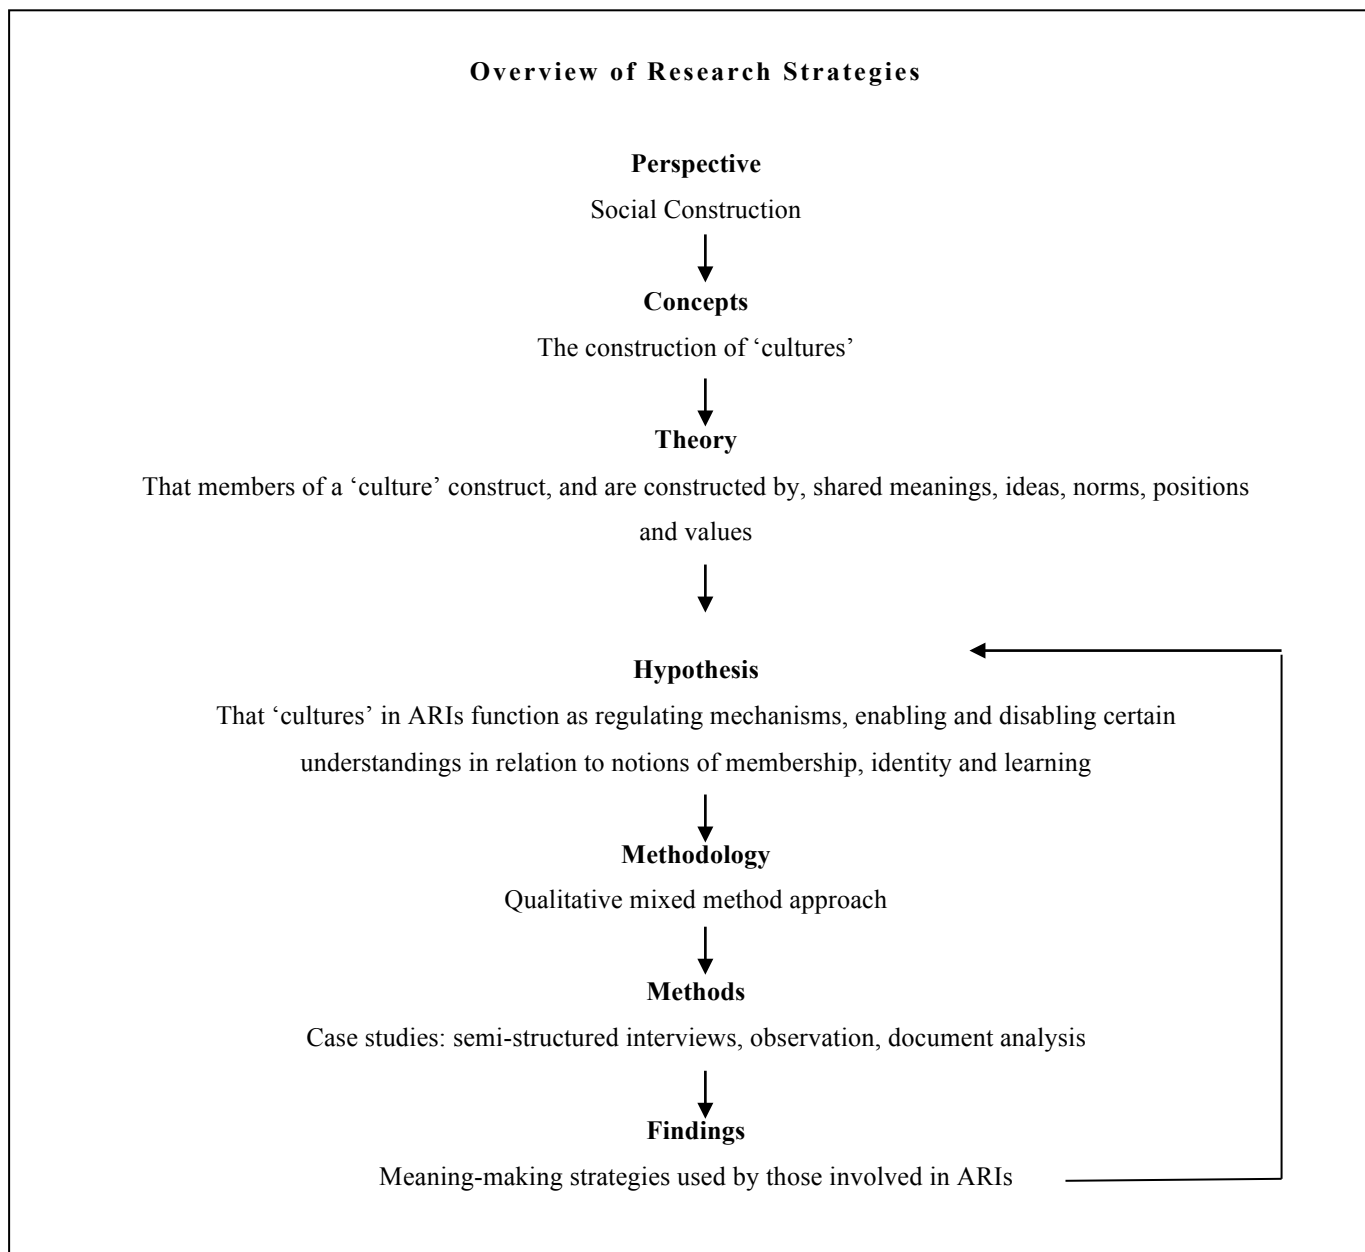 Overview of Research Strategies
Perspective
Social Construction
Concepts
The construction of ‘cultures’
Theory
That members of a ‘culture’ construct, and are constructed by, shared meanings, ideas, norms, positions
and values
Hypothesis
That ‘cultures’ in ARIs function as regulating mechanisms, enabling and disabling certain
understandings in relation to notions of membership, identity and learning
Methodology
Qualitative mixed method approach
Methods
Case studies: semi-structured interviews, observation, document analysis
Findings
Meaning-making strategies used by those involved in ARIs